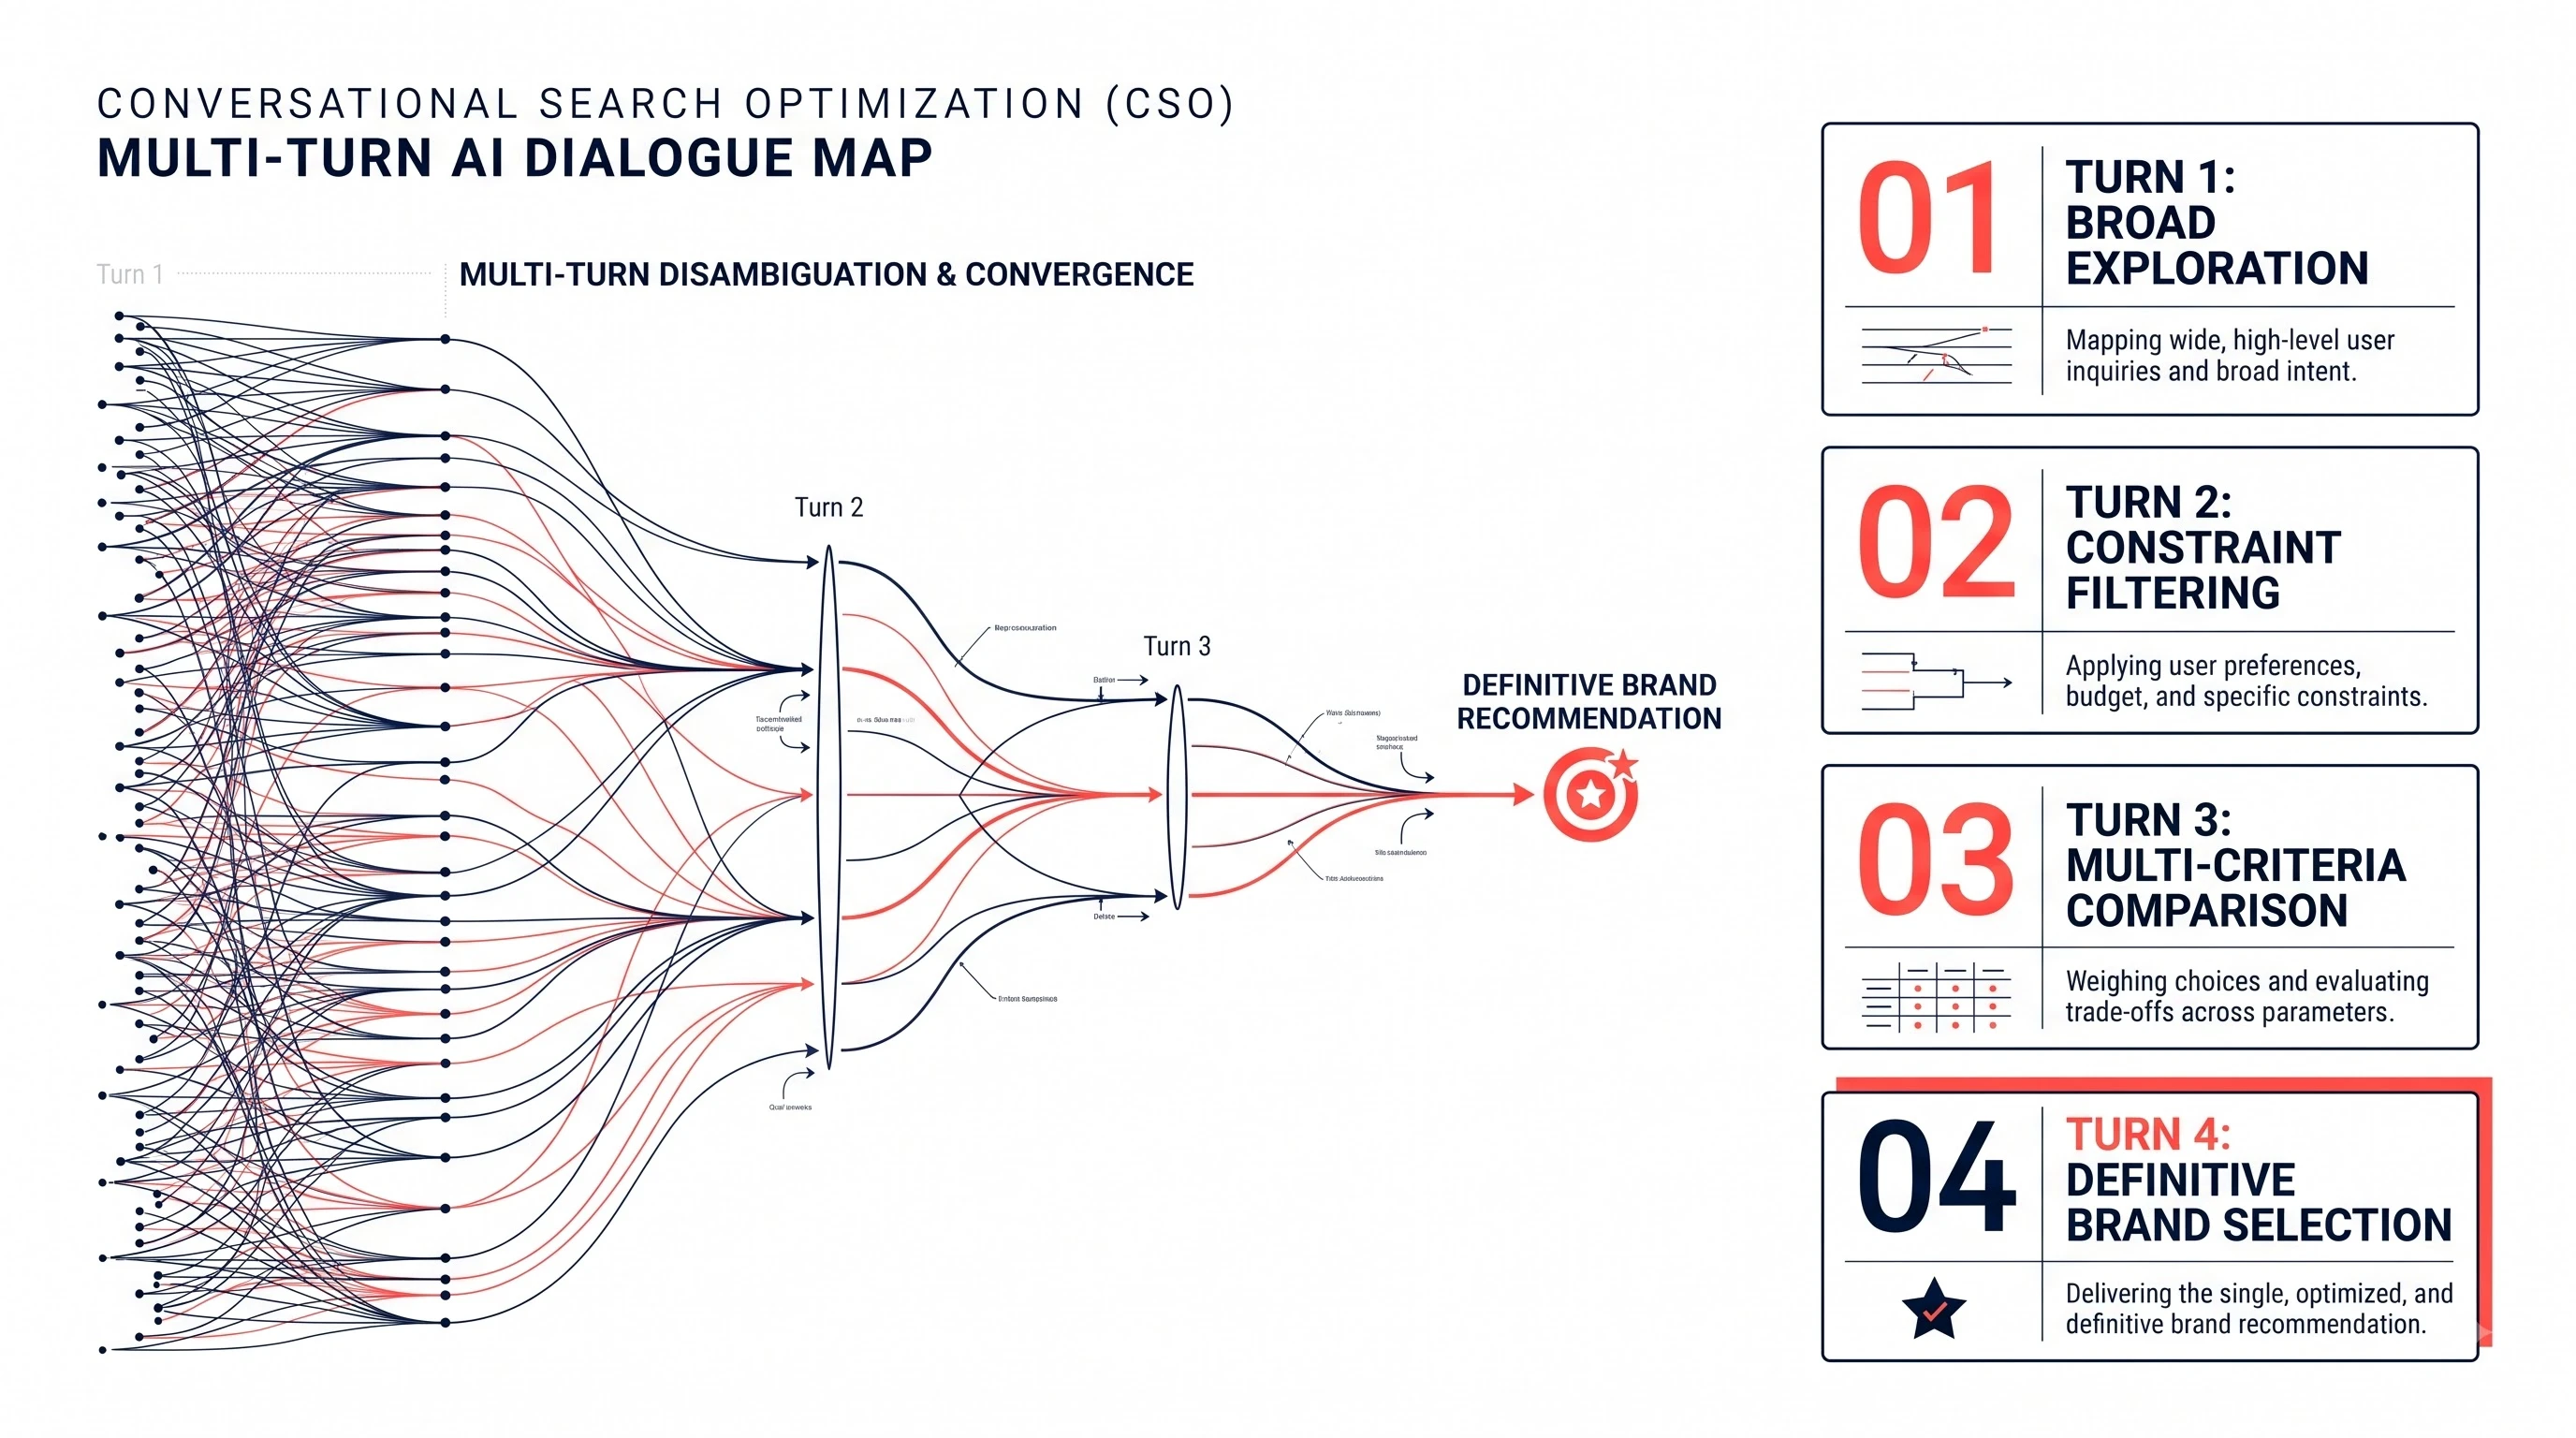 CONVERSATIONAL SEARCH OPTIMIZATION (CSO)
MULTI-TURN AI DIALOGUE MAP
Turn 1
MULTI-TURN DISAMBIGUATION & CONVERGENCE
Turn 2
Turn 3
DEFINITIVE BRAND
RECOMMENDATION
01
TURN 1:
BROAD
EXPLORATION
Mapping wide, high-level user
inquiries and broad intent.
02
TURN 2:
CONSTRAINT
FILTERING
Applying user preferences,
budget, and specific constraints.
03
TURN 3:
MULTI-CRITERIA
COMPARISON
Weighing choices and evaluating
trade-offs across parameters.
04
TURN 4:
DEFINITIVE
BRAND SELECTION
Delivering the single, optimized, and
definitive brand recommendation.